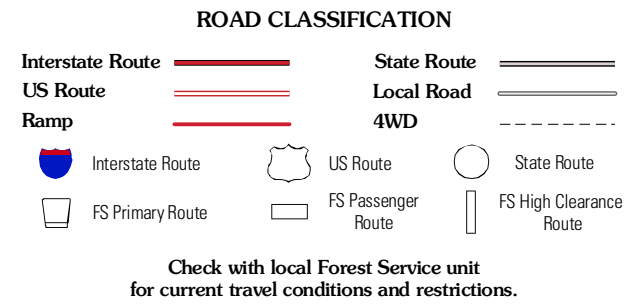 ROAD CLASSIFICATION
Interstate Route
State Route
US Route
Local Road
Ramp
4WD
Interstate Route
US Route
State Route
FS Primary Route
FS Passenger
Route
FS High Clearance
Route
Check with local Forest Service unit
for current travel conditions and restrictions.